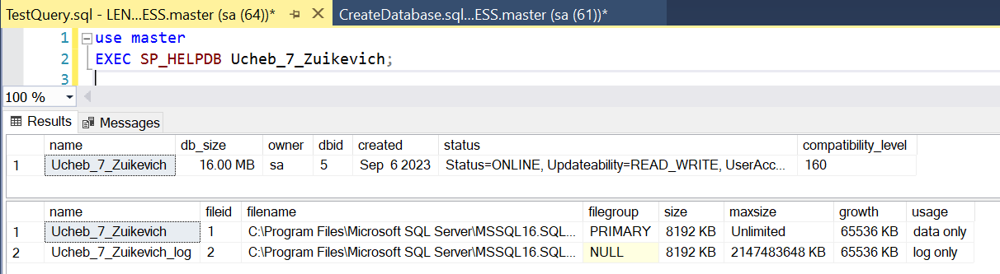 TestQuery.sql - LEN...ESS.master (sa (64))* CreateDatabase.sql...ESS.master (sa (61))*
1 use master
2 EXEC SP_HELPDB Ucheb_7_Zuikevich;
3
100 %
Results Messages
name db_size owner dbid created status compatibility_level
1 Ucheb_7_Zuikevich 16.00 MB sa 5 Sep 6 2023 Status=ONLINE, Updateability=READ_WRITE, UserAcc... 160
name fileid filename filegroup size maxsize growth usage
1 Ucheb_7_Zuikevich 1 C:\Program Files\Microsoft SQL Server\MSSQL16.SQL... PRIMARY 8192 KB Unlimited 65536 KB data only
2 Ucheb_7_Zuikevich_log 2 C:\Program Files\Microsoft SQL Server\MSSQL16.SQL... NULL 8192 KB 2147483648 KB 65536 KB log only